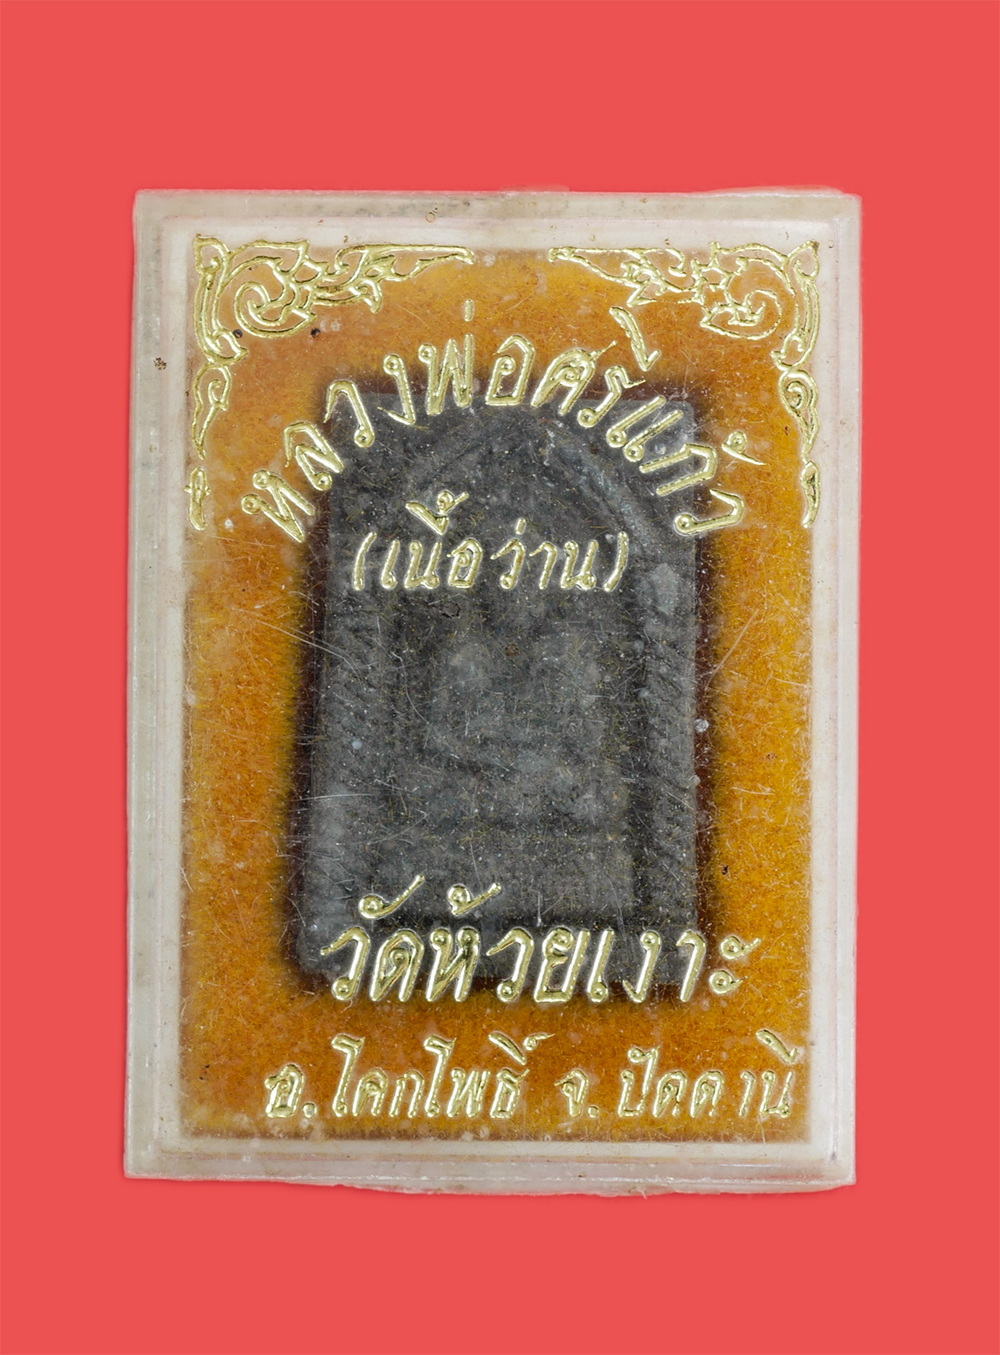 หลวงพ่อศรีแก้ว
(เนื้อว่าน)
วัดห้วยเงาะ
อ.โคกโพธิ์ จ.ปัตตานี